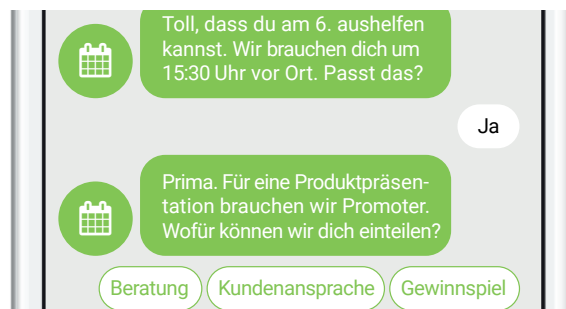 Toll, dass du am 6. aushelfen
kannst. Wir brauchen dich um
15:30 Uhr vor Ort. Passt das?
Ja
Prima. Für eine Produktpräsen-
tation brauchen wir Promoter.
Wofür können wir dich einteilen?
Beratung Kundenansprache Gewinnspiel